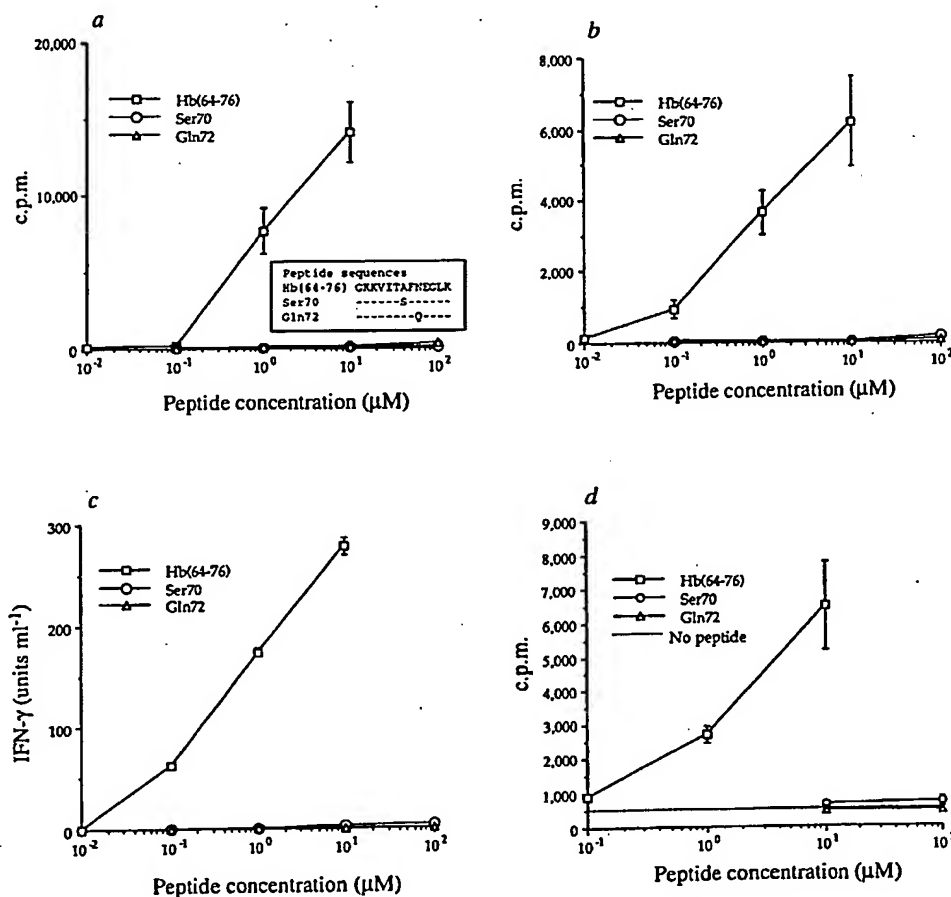 a
20,000
10,000
0
c.p.m.
Hb(64-76)
Ser70
Gln72
Peptide sequences
Hb(64-76) GKKVITAFNEGLK
Ser70 ------S------
Gln72 --------Q----
10⁻² 10⁻¹ 10⁰ 10¹ 10²
Peptide concentration (μM)
b
8,000
6,000
4,000
2,000
0
c.p.m.
Hb(64-76)
Ser70
Gln72
10⁻² 10⁻¹ 10⁰ 10¹ 10²
Peptide concentration (μM)
c
300
200
100
0
IFN-γ (units ml⁻¹)
Hb(64-76)
Ser70
Gln72
10⁻² 10⁻¹ 10⁰ 10¹ 10²
Peptide concentration (μM)
d
9,000
8,000
7,000
6,000
5,000
4,000
3,000
2,000
1,000
0
c.p.m.
Hb(64-76)
Ser70
Gln72
No peptide
10⁻¹ 10⁰ 10¹
Peptide concentration (μM)